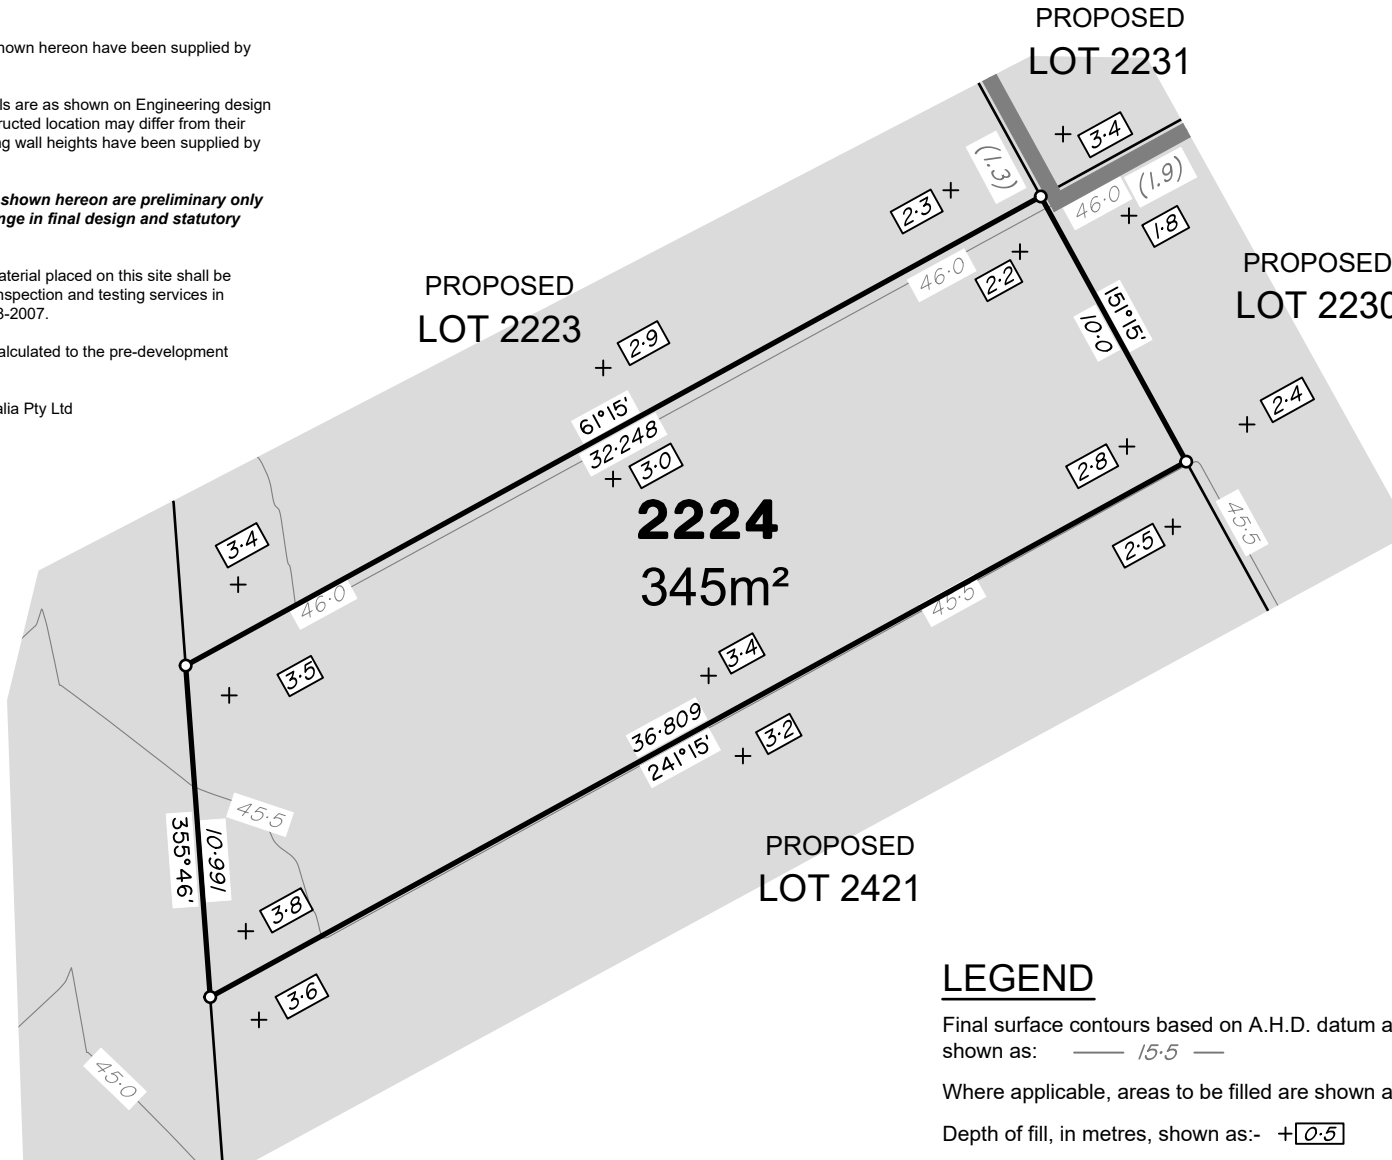 hown hereon have been supplied by
ls are as shown on Engineering design
ructed location may differ from their
ng wall heights have been supplied by
shown hereon are preliminary only
nge in final design and statutory
aterial placed on this site shall be
nspection and testing services in
8-2007.
alculated to the pre-development
alia Pty Ltd
PROPOSED
LOT 2231
3·4
(1.3)
(1.9)
46·0
2·3
1·8
46·0
2·2
PROPOSED
LOT 2223
PROPOSED
LOT 2230
151°15'
10·0
2·9
61°15'
32·248
3·0
2·4
2·8
2224
345m²
45·5
2·5
3·4
46·0
45·5
3·5
3·4
36·809
241°15'
3·2
45·5
355°46'
10·991
PROPOSED
LOT 2421
3·8
3·6
45·0
LEGEND
Final surface contours based on A.H.D. datum a
shown as: 15·5
Where applicable, areas to be filled are shown a
Depth of fill, in metres, shown as:- +0·5